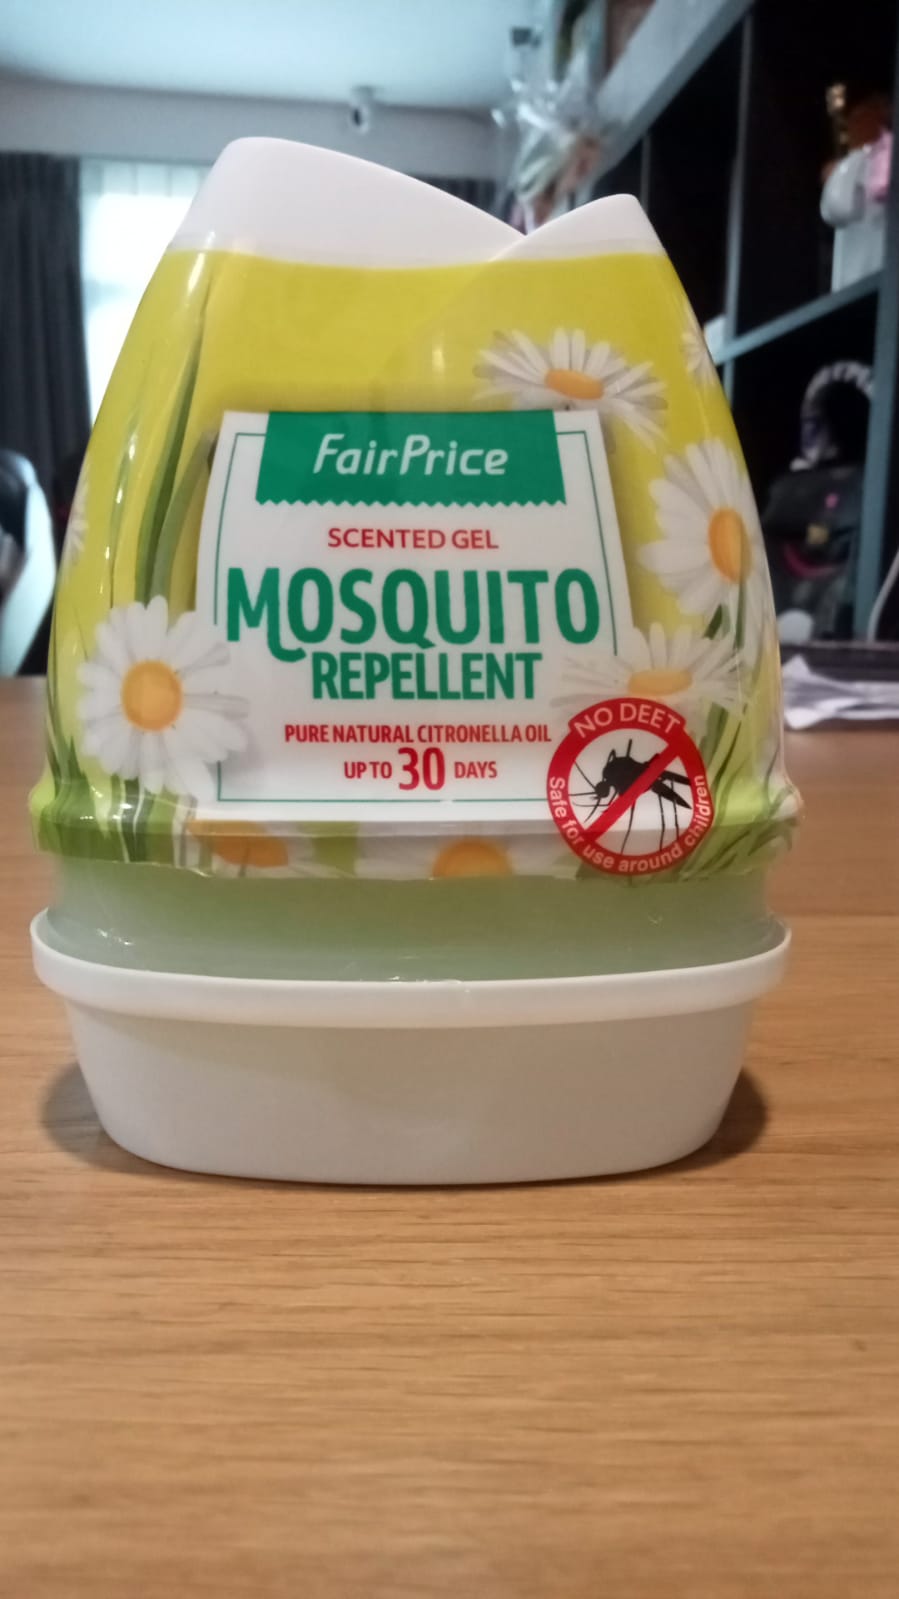 FairPrice
SCENTED GEL
MOSQUITO
REPELLENT
PURE NATURAL CITRONELLA OIL
UP TO 30 DAYS
NO DEET
Safe for use around children